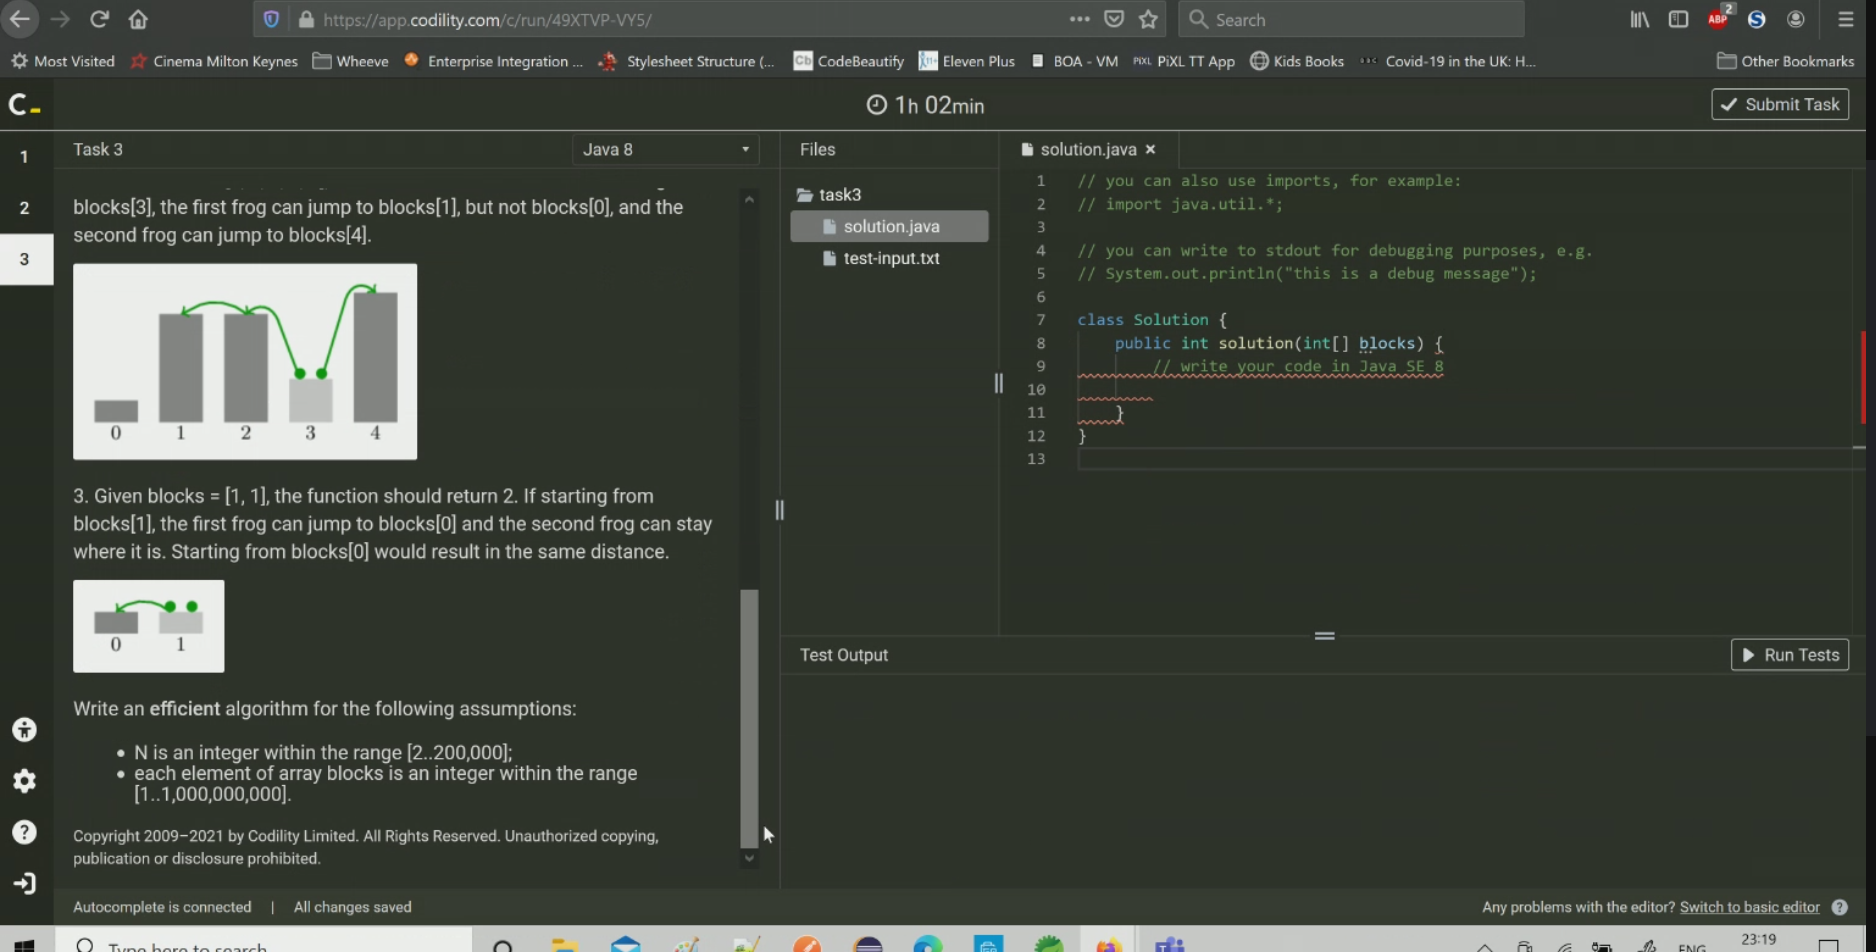 https://app.codility.com/c/run/49XTVP-VY5/
Search
ABP
2
Most Visited
Cinema Milton Keynes
Wheeve
Enterprise Integration ...
Stylesheet Structure (...
Cb CodeBeautify
11+ Eleven Plus
BOA - VM
PiXL PiXL TT App
Kids Books
Covid-19 in the UK: H...
Other Bookmarks
C_
1h 02min
Submit Task
1
2
3
Task 3
Java 8
blocks[3], the first frog can jump to blocks[1], but not blocks[0], and the
second frog can jump to blocks[4].
0 1 2 3 4
3. Given blocks = [1, 1], the function should return 2. If starting from
blocks[1], the first frog can jump to blocks[0] and the second frog can stay
where it is. Starting from blocks[0] would result in the same distance.
0 1
Write an efficient algorithm for the following assumptions:
• N is an integer within the range [2..200,000];
• each element of array blocks is an integer within the range
[1..1,000,000,000].
Copyright 2009–2021 by Codility Limited. All Rights Reserved. Unauthorized copying,
publication or disclosure prohibited.
Files
task3
solution.java
test-input.txt
solution.java ×
1 // you can also use imports, for example:
2 // import java.util.*;
3
4 // you can write to stdout for debugging purposes, e.g.
5 // System.out.println("this is a debug message");
6
7 class Solution {
8 public int solution(int[] blocks) {
9 // write your code in Java SE 8
10
11 }
12 }
13
Test Output
Run Tests
Autocomplete is connected | All changes saved
Any problems with the editor? Switch to basic editor ?
Type here to search
ENG
23:19